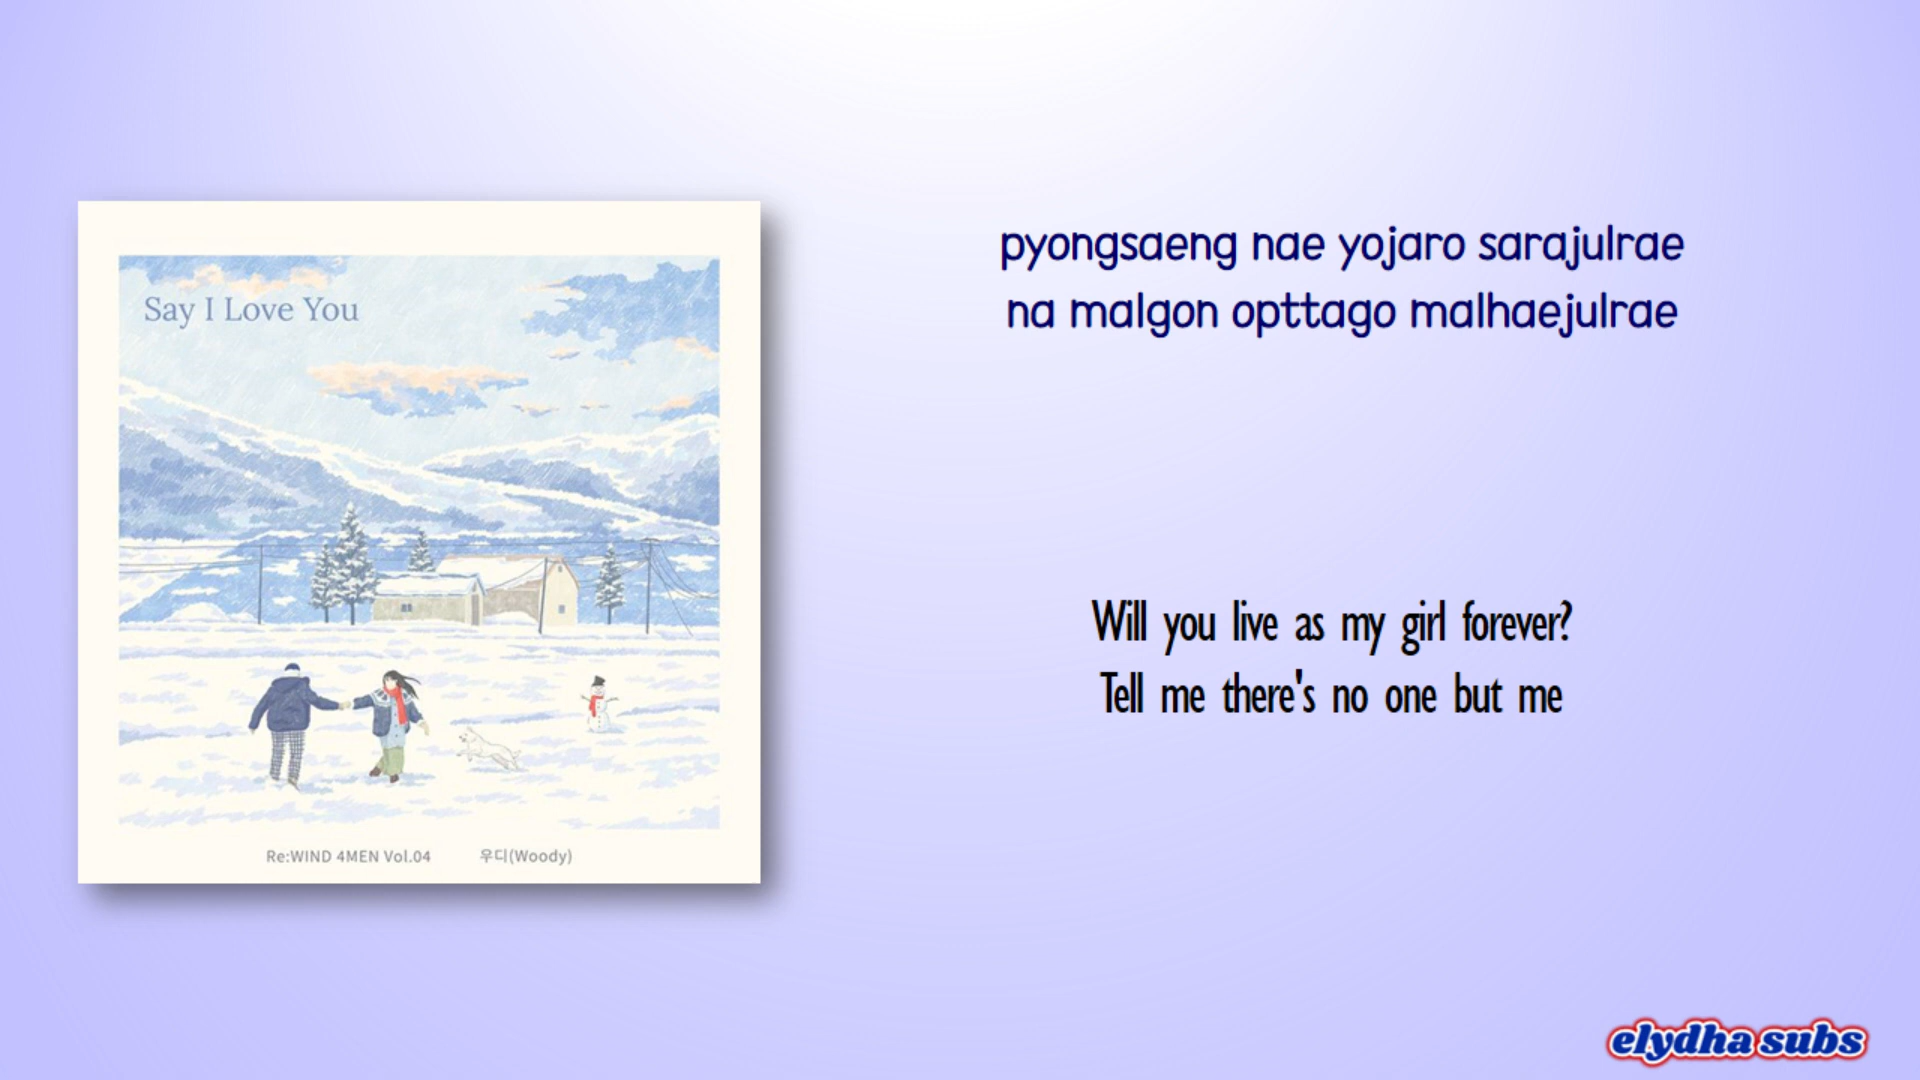 Say I Love You
Re:WIND 4MEN Vol.04 우디(Woody)
pyongsaeng nae yojaro sarajulrae
na malgon opttago malhaejulrae
Will you live as my girl forever?
Tell me there's no one but me
elydha subs